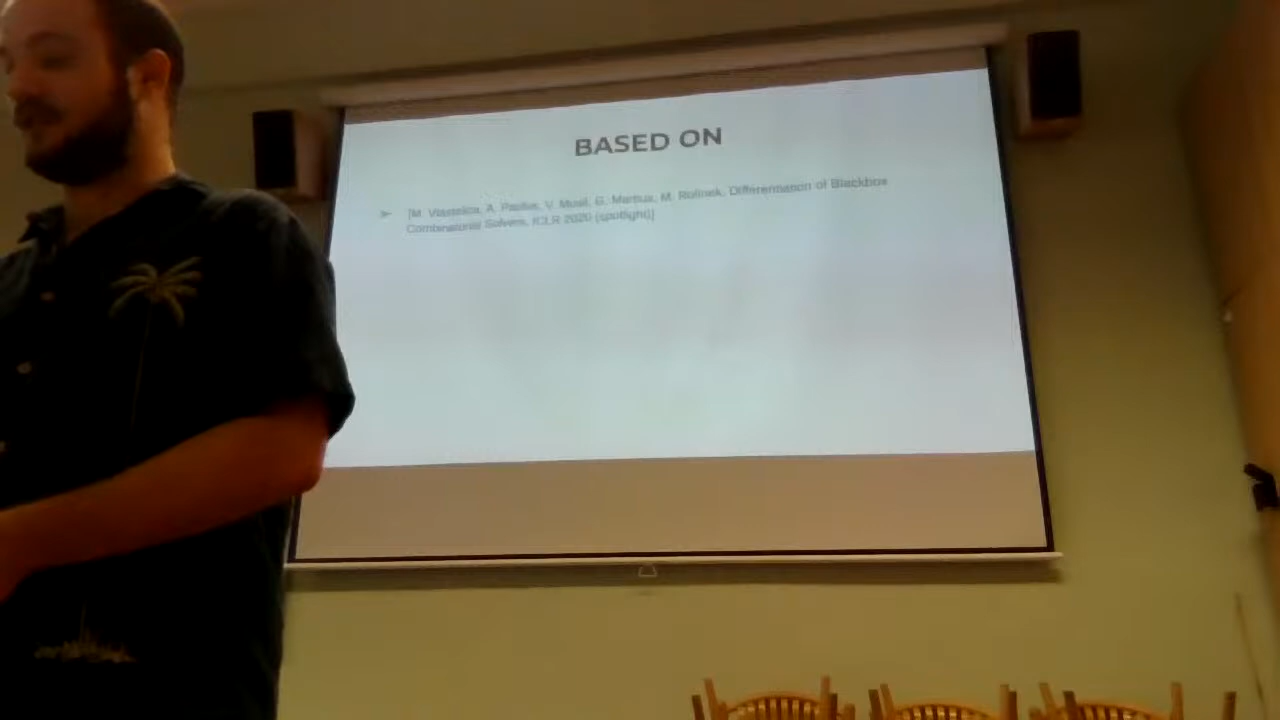 BASED ON
[M. Vlastelica, A. Paulus, V. Musil, G. Martius, M. Rolínek, Differentiation of Blackbox
Combinatorial Solvers, ICLR 2020 (spotlight)]